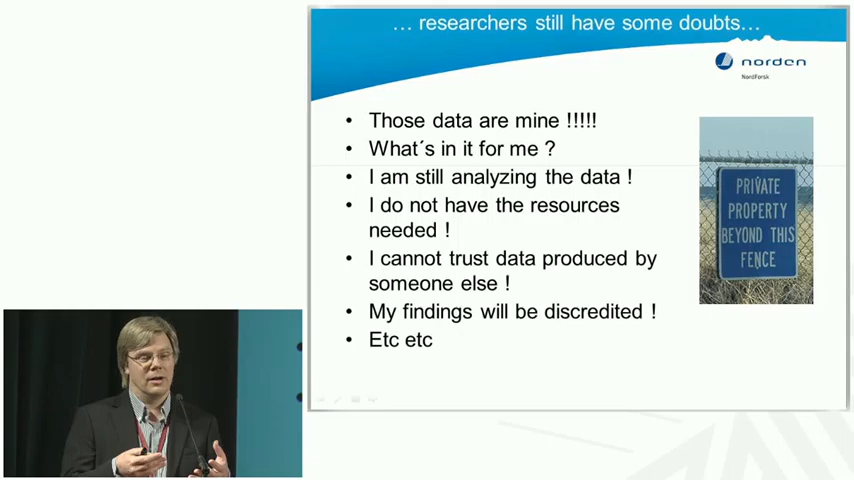 … researchers still have some doubts…
norden
NordForsk
• Those data are mine !!!!!
• What´s in it for me ?
• I am still analyzing the data !
• I do not have the resources
needed !
• I cannot trust data produced by
someone else !
• My findings will be discredited !
• Etc etc
PRIVATE
PROPERTY
BEYOND THIS
FENCE